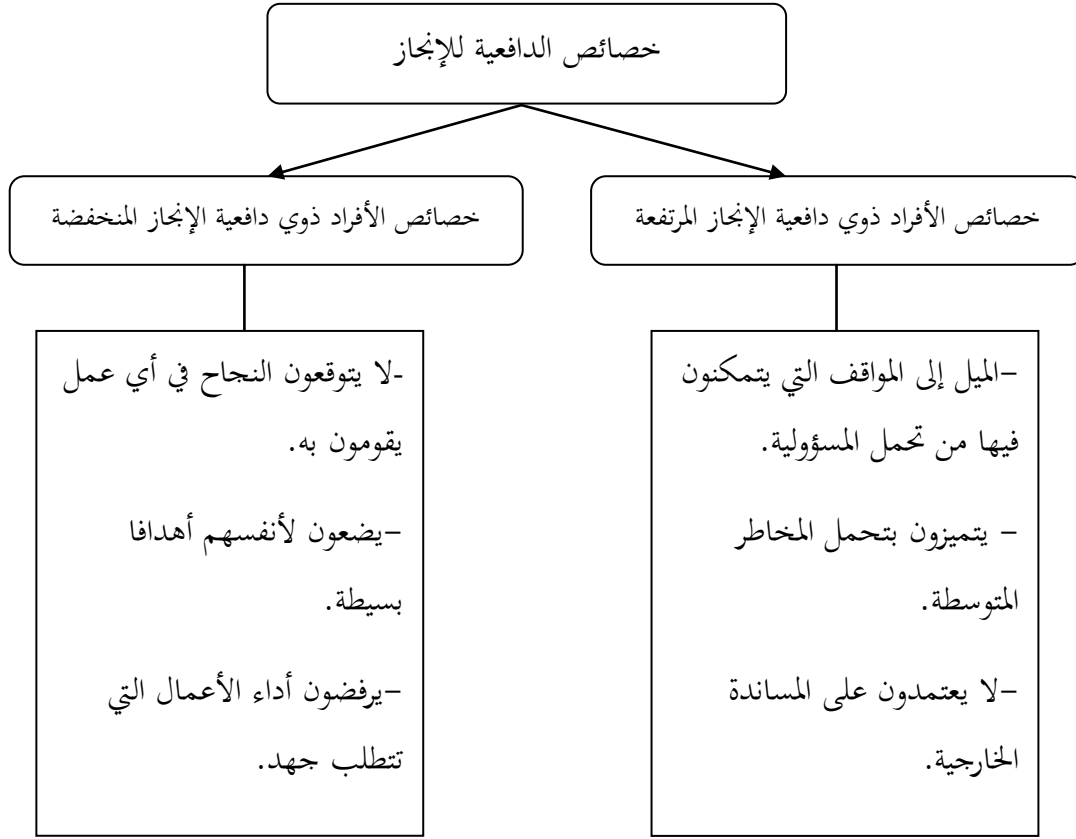 خصائص الدافعية للإنجاز
خصائص الأفراد ذوي دافعية الإنجاز المرتفعة
خصائص الأفراد ذوي دافعية الإنجاز المنخفضة
–الميل إلى المواقف التي يتمكنون
فيها من تحمل المسؤولية.
– يتميزون بتحمل المخاطر
المتوسطة.
–لا يعتمدون على المساندة
الخارجية.
-لا يتوقعون النجاح في أي عمل
يقومون به.
–يضعون لأنفسهم أهدافا
بسيطة.
–يرفضون أداء الأعمال التي
تتطلب جهد.